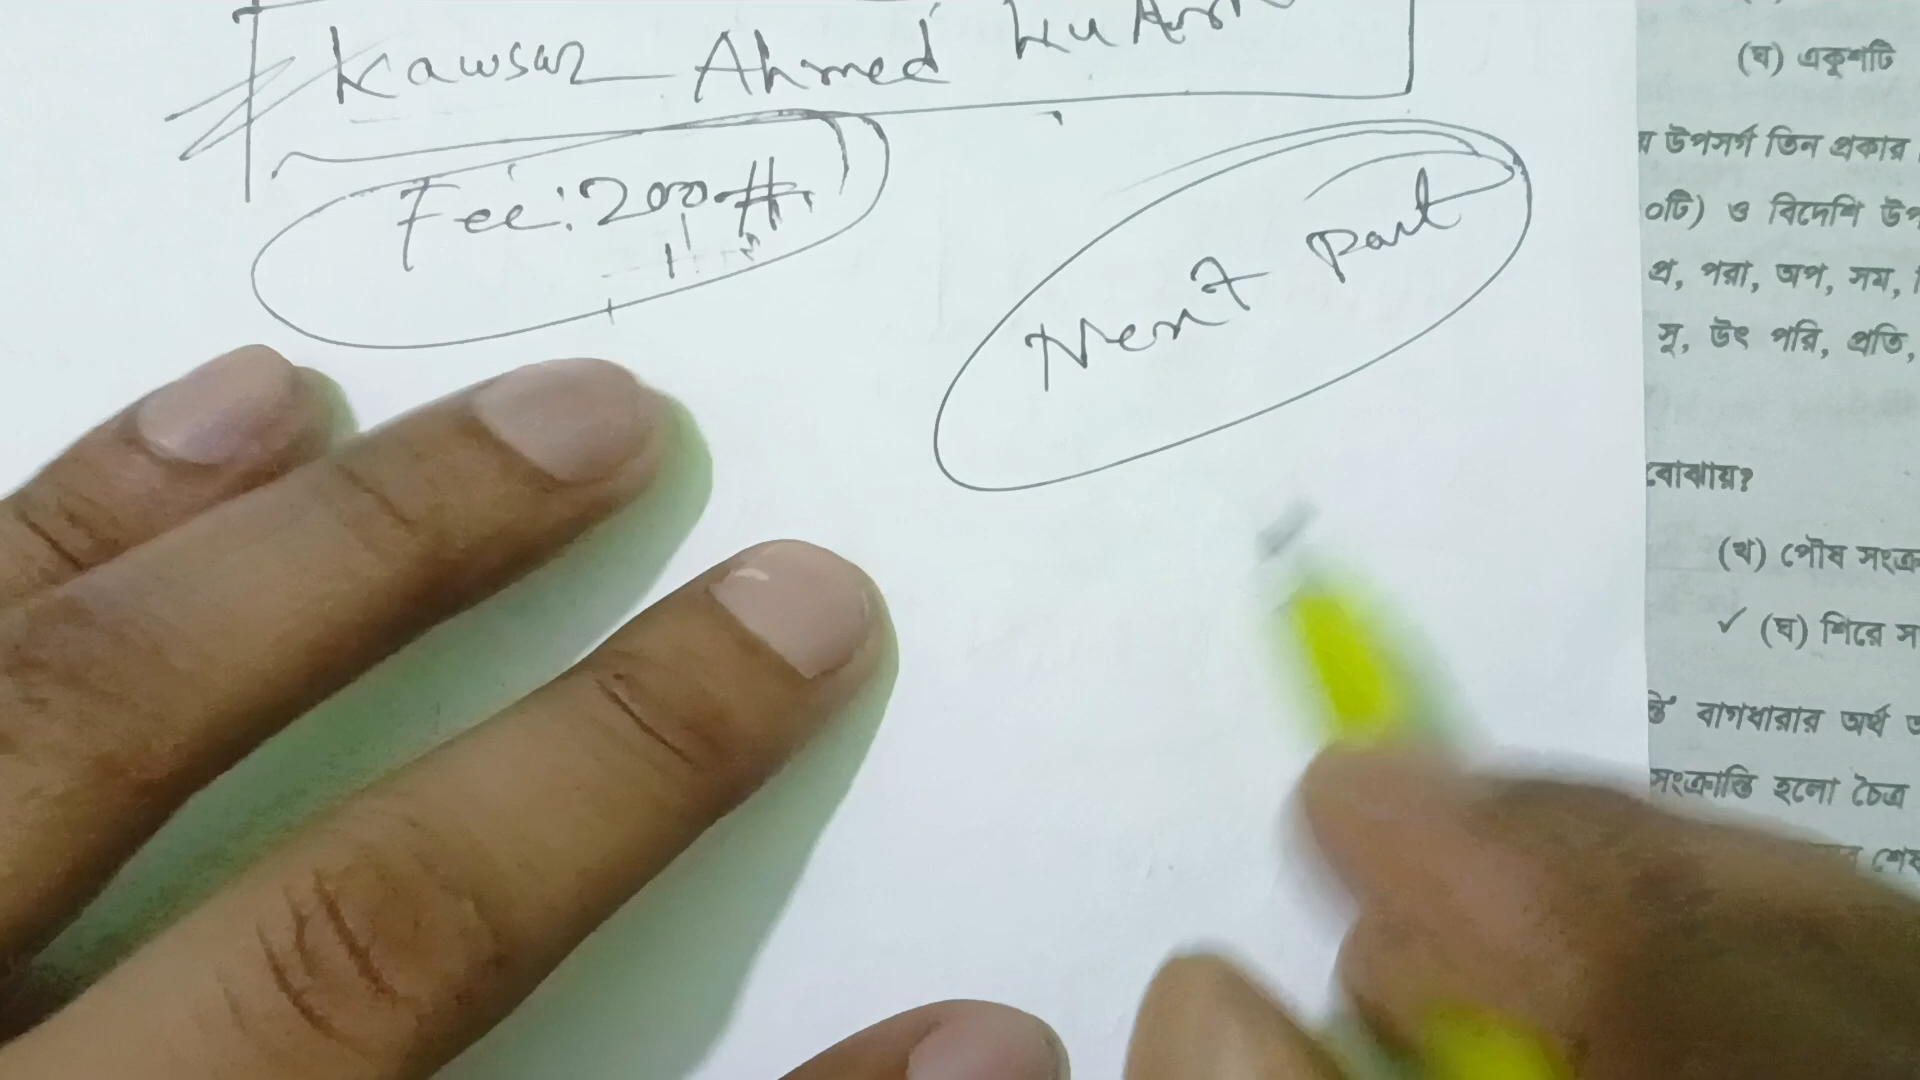 Kawsar Ahmed
Fee: 200
Next part
(ঘ) একুশটি
উপসর্গ তিন প্রকার
০টি) ও বিদেশি
প্র, পরা, অপ, সম,
সু, উৎ পরি, প্রতি,
বোঝায়?
(খ) পৌষ
✓ (ঘ) শিরে
বাগধারার অর্থ
সংক্রান্তি হলো চৈত্র